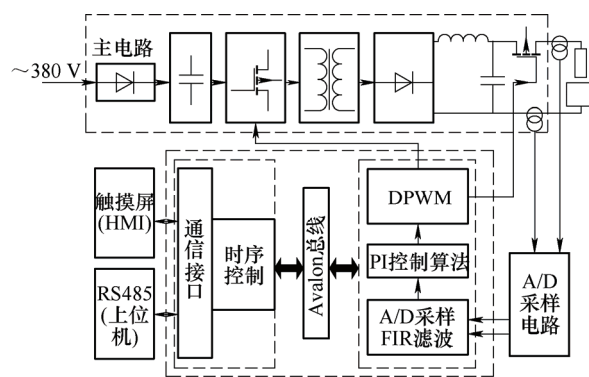 主电路
～380 V
触摸屏
(HMI)
RS485
(上位
机)
通信接口
时序
控制
Avalon总线
DPWM
PI控制算法
A/D采样
FIR滤波
A/D
采样
电路